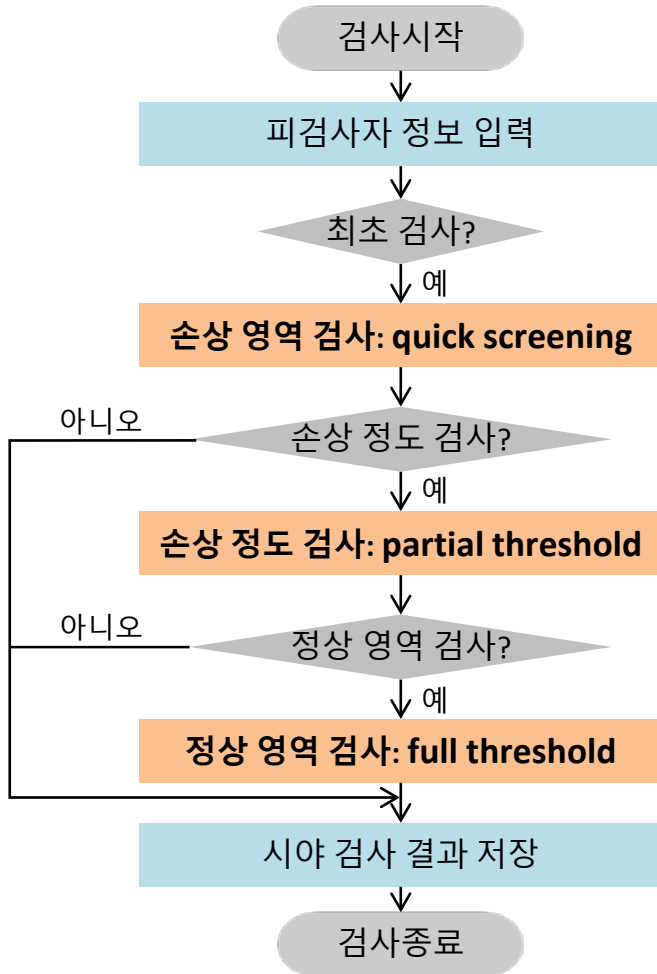 검사시작
피검사자 정보 입력
최초 검사?
예
손상 영역 검사: quick screening
아니오
손상 정도 검사?
예
손상 정도 검사: partial threshold
아니오
정상 영역 검사?
예
정상 영역 검사: full threshold
시야 검사 결과 저장
검사종료